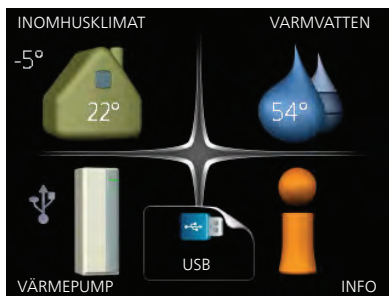 INOMHUSKLIMAT
VARMVATTEN
-5°
22°
54°
USB
VÄRMEPUMP
INFO